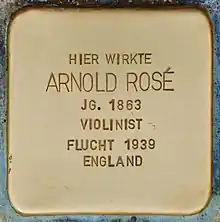 HIER WIRKTE
ARNOLD ROSÉ
JG. 1863
VIOLINIST
FLUCHT 1939
ENGLAND